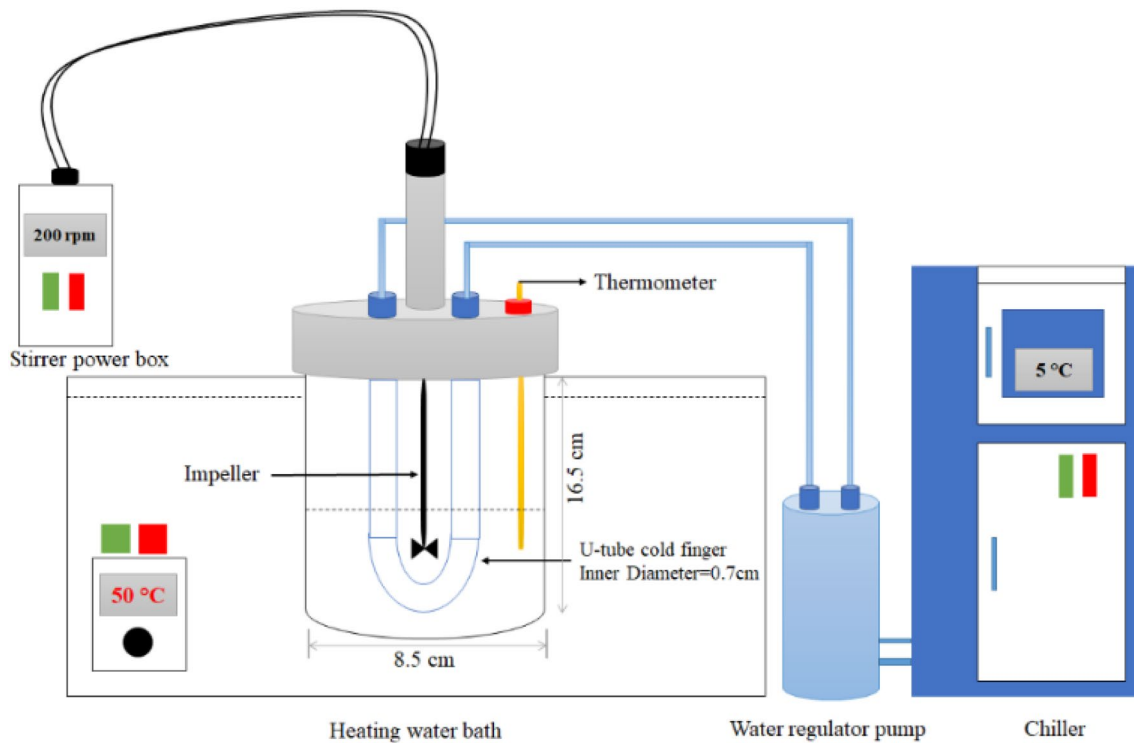 200 rpm
Stirrer power box
Thermometer
5 °C
Impeller
16.5 cm
U-tube cold finger
Inner Diameter=0.7cm
50 °C
8.5 cm
Heating water bath
Water regulator pump
Chiller